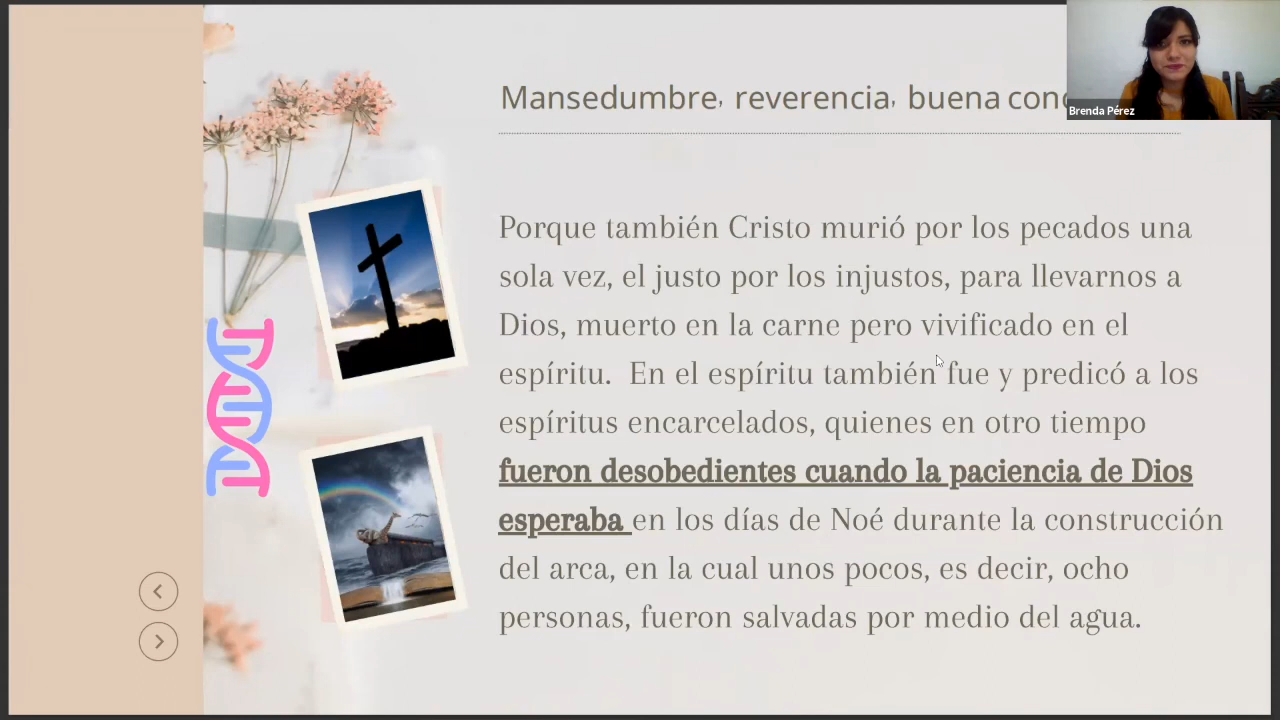 Mansedumbre, reverencia, buena
Brenda Pérez
Porque también Cristo murió por los pecados una
sola vez, el justo por los injustos, para llevarnos a
Dios, muerto en la carne pero vivificado en el
espíritu. En el espíritu también fue y predicó a los
espíritus encarcelados, quienes en otro tiempo
fueron desobedientes cuando la paciencia de Dios
esperaba en los días de Noé durante la construcción
del arca, en la cual unos pocos, es decir, ocho
personas, fueron salvadas por medio del agua.